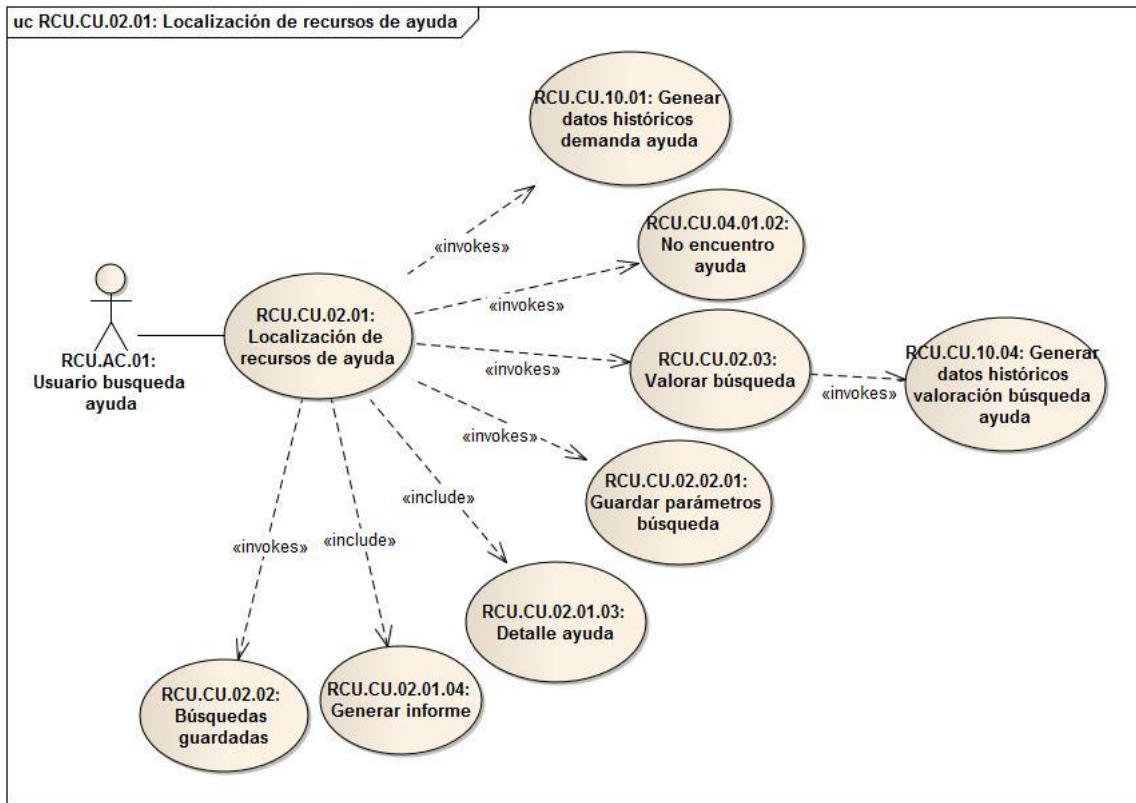 uc RCU.CU.02.01: Localización de recursos de ayuda
RCU.CU.10.01: Genear
datos históricos
demanda ayuda
«invokes»
RCU.CU.04.01.02:
No encuentro
ayuda
«invokes»
RCU.AC.01:
Usuario busqueda
ayuda
RCU.CU.02.01:
Localización de
recursos de ayuda
«invokes»
RCU.CU.02.03:
Valorar búsqueda
«invokes»
RCU.CU.10.04: Generar
datos históricos
valoración búsqueda
ayuda
«invokes»
RCU.CU.02.02.01:
Guardar parámetros
búsqueda
«include»
RCU.CU.02.01.03:
Detalle ayuda
«include»
RCU.CU.02.01.04:
Generar informe
«invokes»
RCU.CU.02.02:
Búsquedas
guardadas